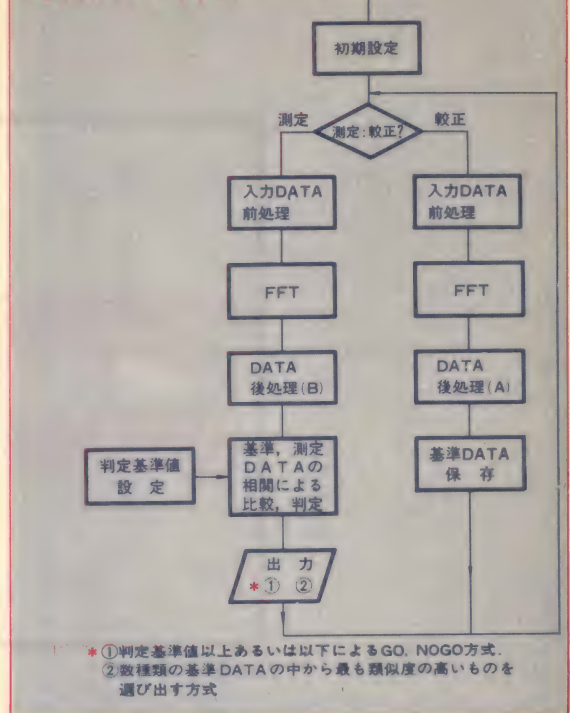 初期設定
測定
測定:較正?
較正
入力DATA
前処理
入力DATA
前処理
FFT
FFT
DATA
後処理(B)
DATA
後処理(A)
判定基準値
設 定
基準, 測定
DATAの
相関による
比較, 判定
基準DATA
保 存
出 力
*① ②
*①判定基準値以上あるいは以下によるGO, NOGO方式.
②数種類の基準DATAの中から最も類似度の高いものを
選び出す方式